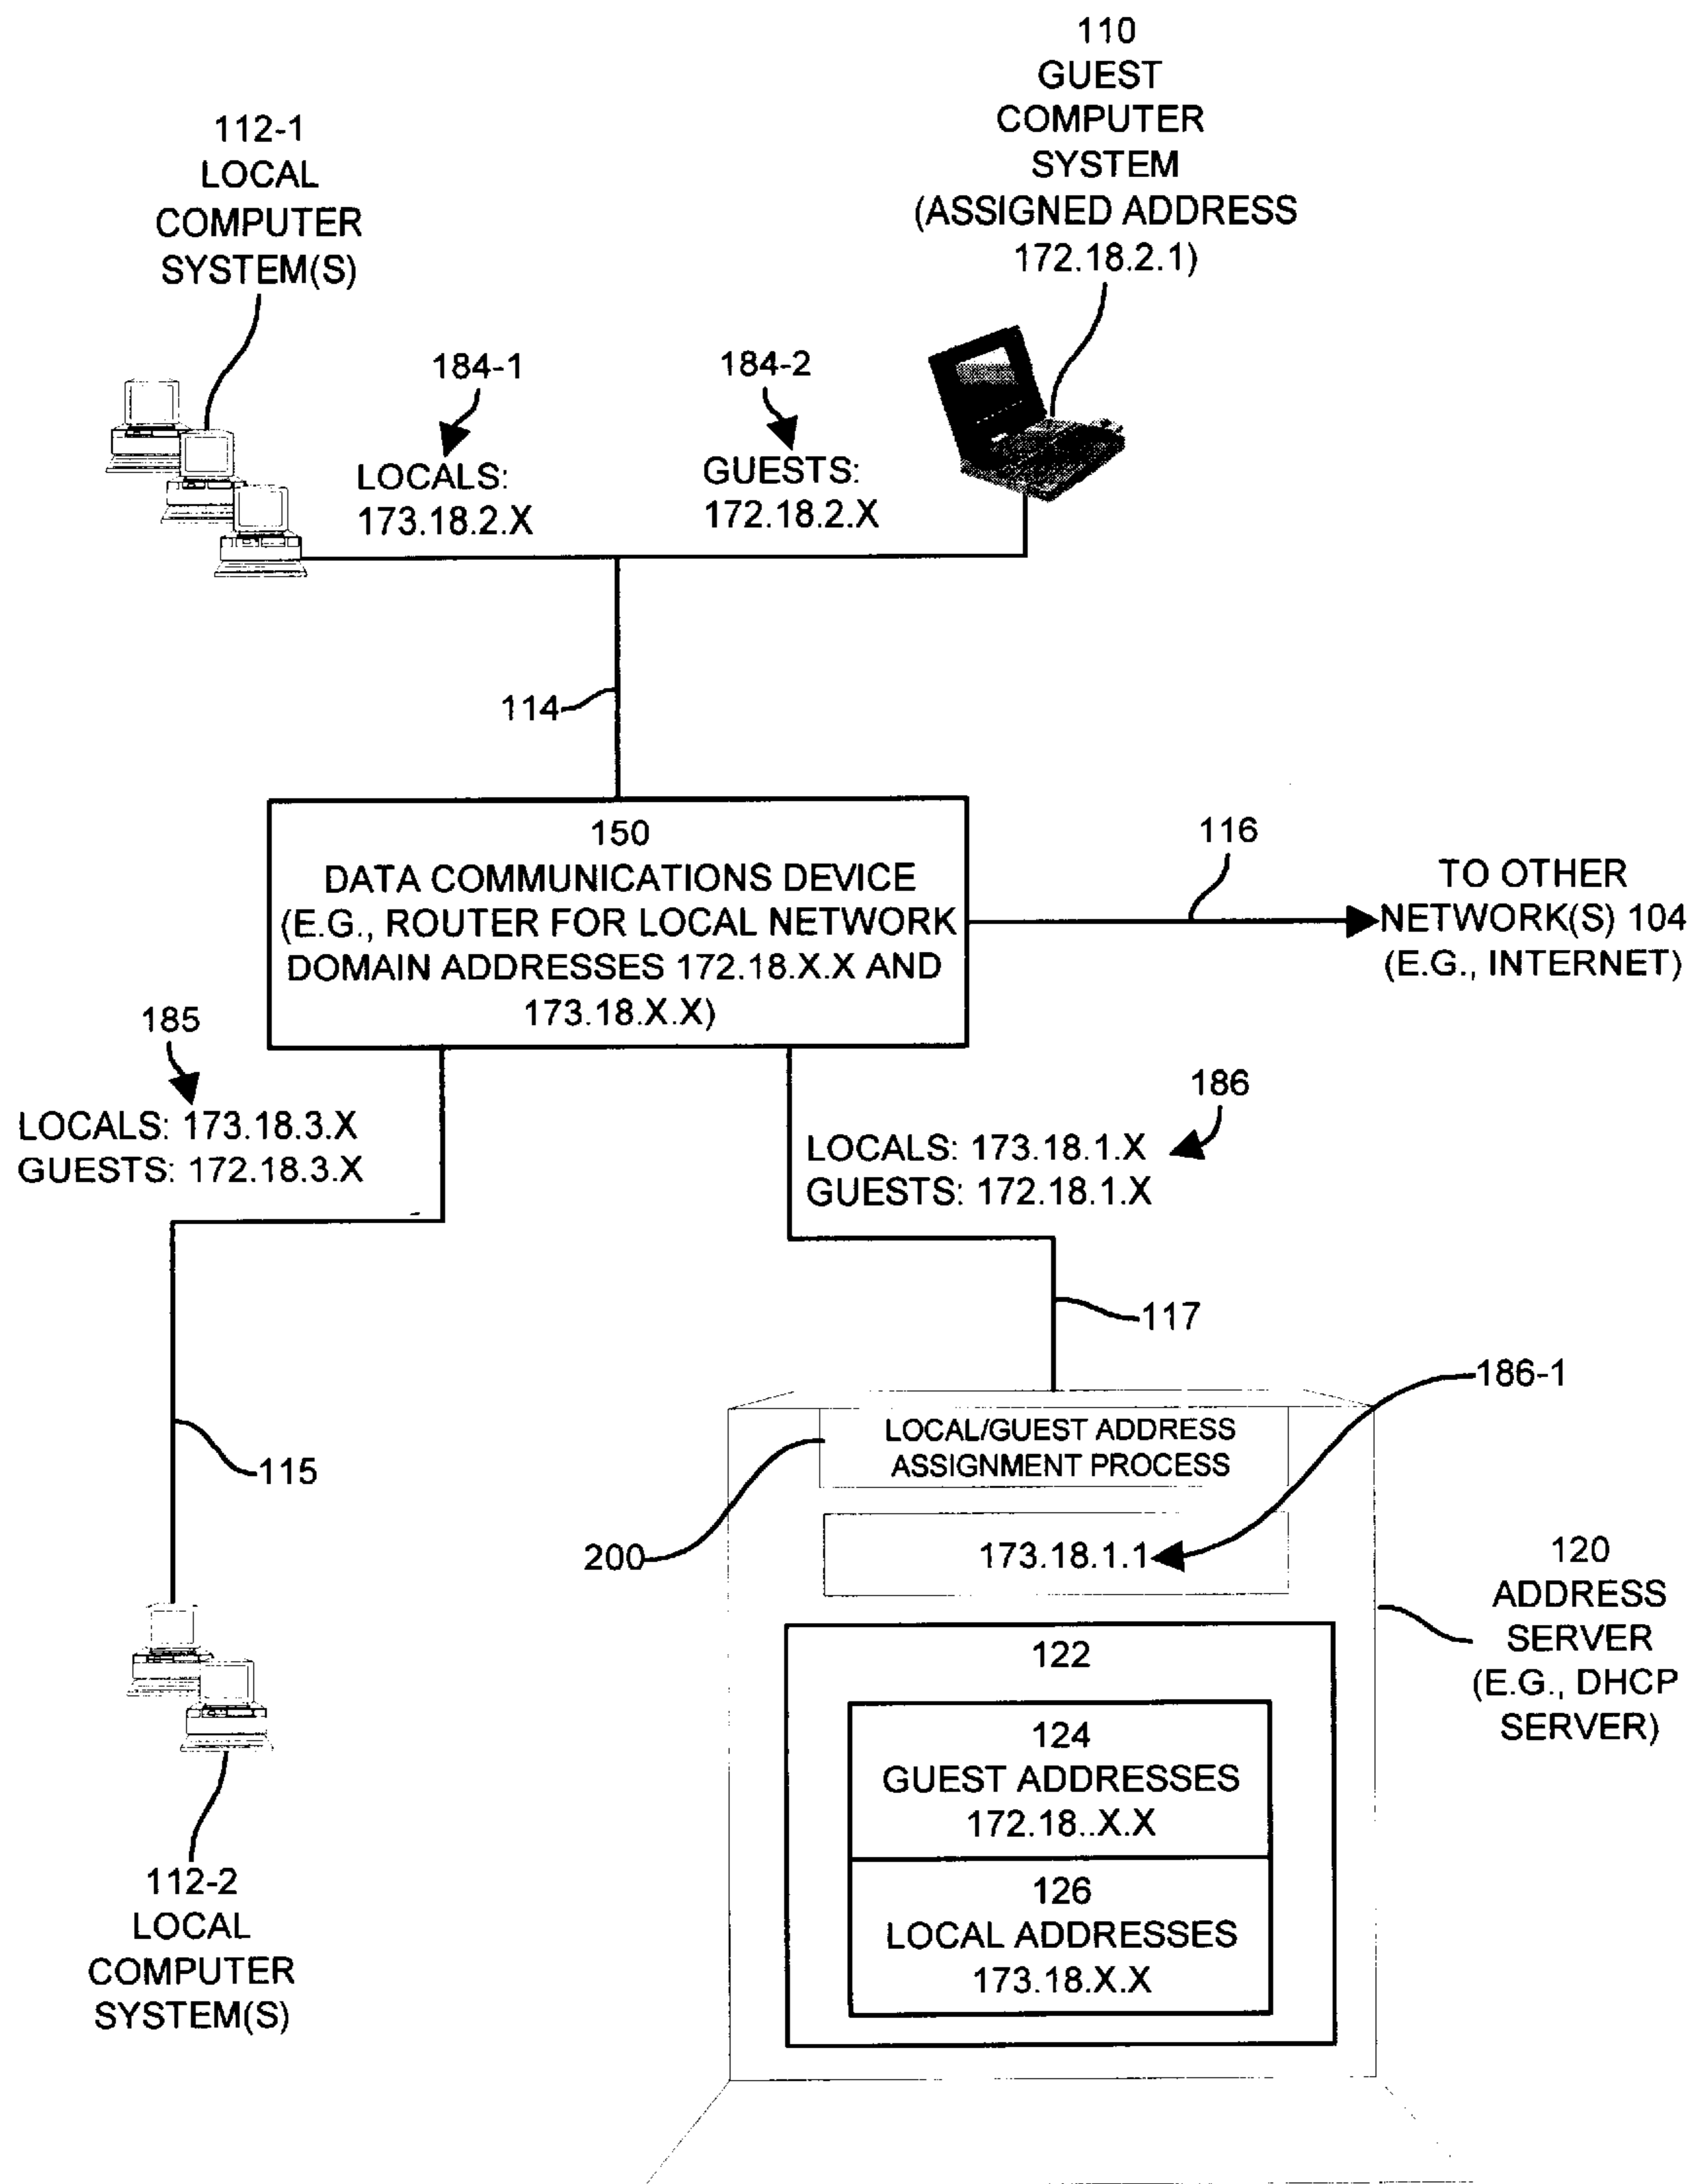 110
GUEST
COMPUTER
SYSTEM
(ASSIGNED ADDRESS
172.18.2.1)
112-1
LOCAL
COMPUTER
SYSTEM(S)
184-1
184-2
LOCALS:
173.18.2.X
GUESTS:
172.18.2.X
114
150
DATA COMMUNICATIONS DEVICE
(E.G., ROUTER FOR LOCAL NETWORK
DOMAIN ADDRESSES 172.18.X.X AND
173.18.X.X)
116
TO OTHER
NETWORK(S) 104
(E.G., INTERNET)
185
LOCALS: 173.18.3.X
GUESTS: 172.18.3.X
186
LOCALS: 173.18.1.X
GUESTS: 172.18.1.X
117
186-1
115
LOCAL/GUEST ADDRESS
ASSIGNMENT PROCESS
200
173.18.1.1
120
ADDRESS
SERVER
(E.G., DHCP
SERVER)
122
124
GUEST ADDRESSES
172.18..X.X
126
LOCAL ADDRESSES
173.18.X.X
112-2
LOCAL
COMPUTER
SYSTEM(S)